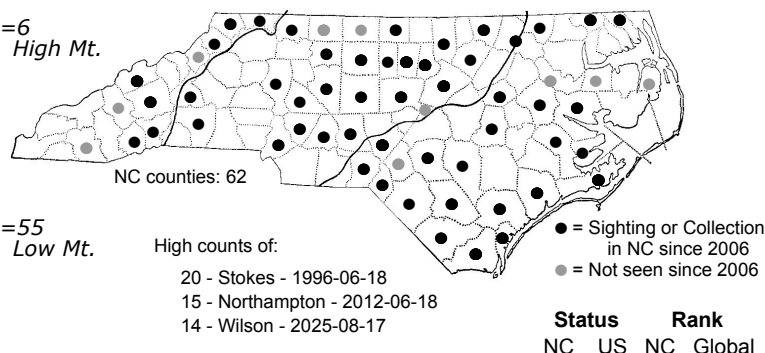 =6
High Mt.
NC counties: 62
=55
Low Mt.
High counts of:
20 - Stokes - 1996-06-18
15 - Northampton - 2012-06-18
14 - Wilson - 2025-08-17
● = Sighting or Collection
in NC since 2006
● = Not seen since 2006
Status Rank
NC US NC Global